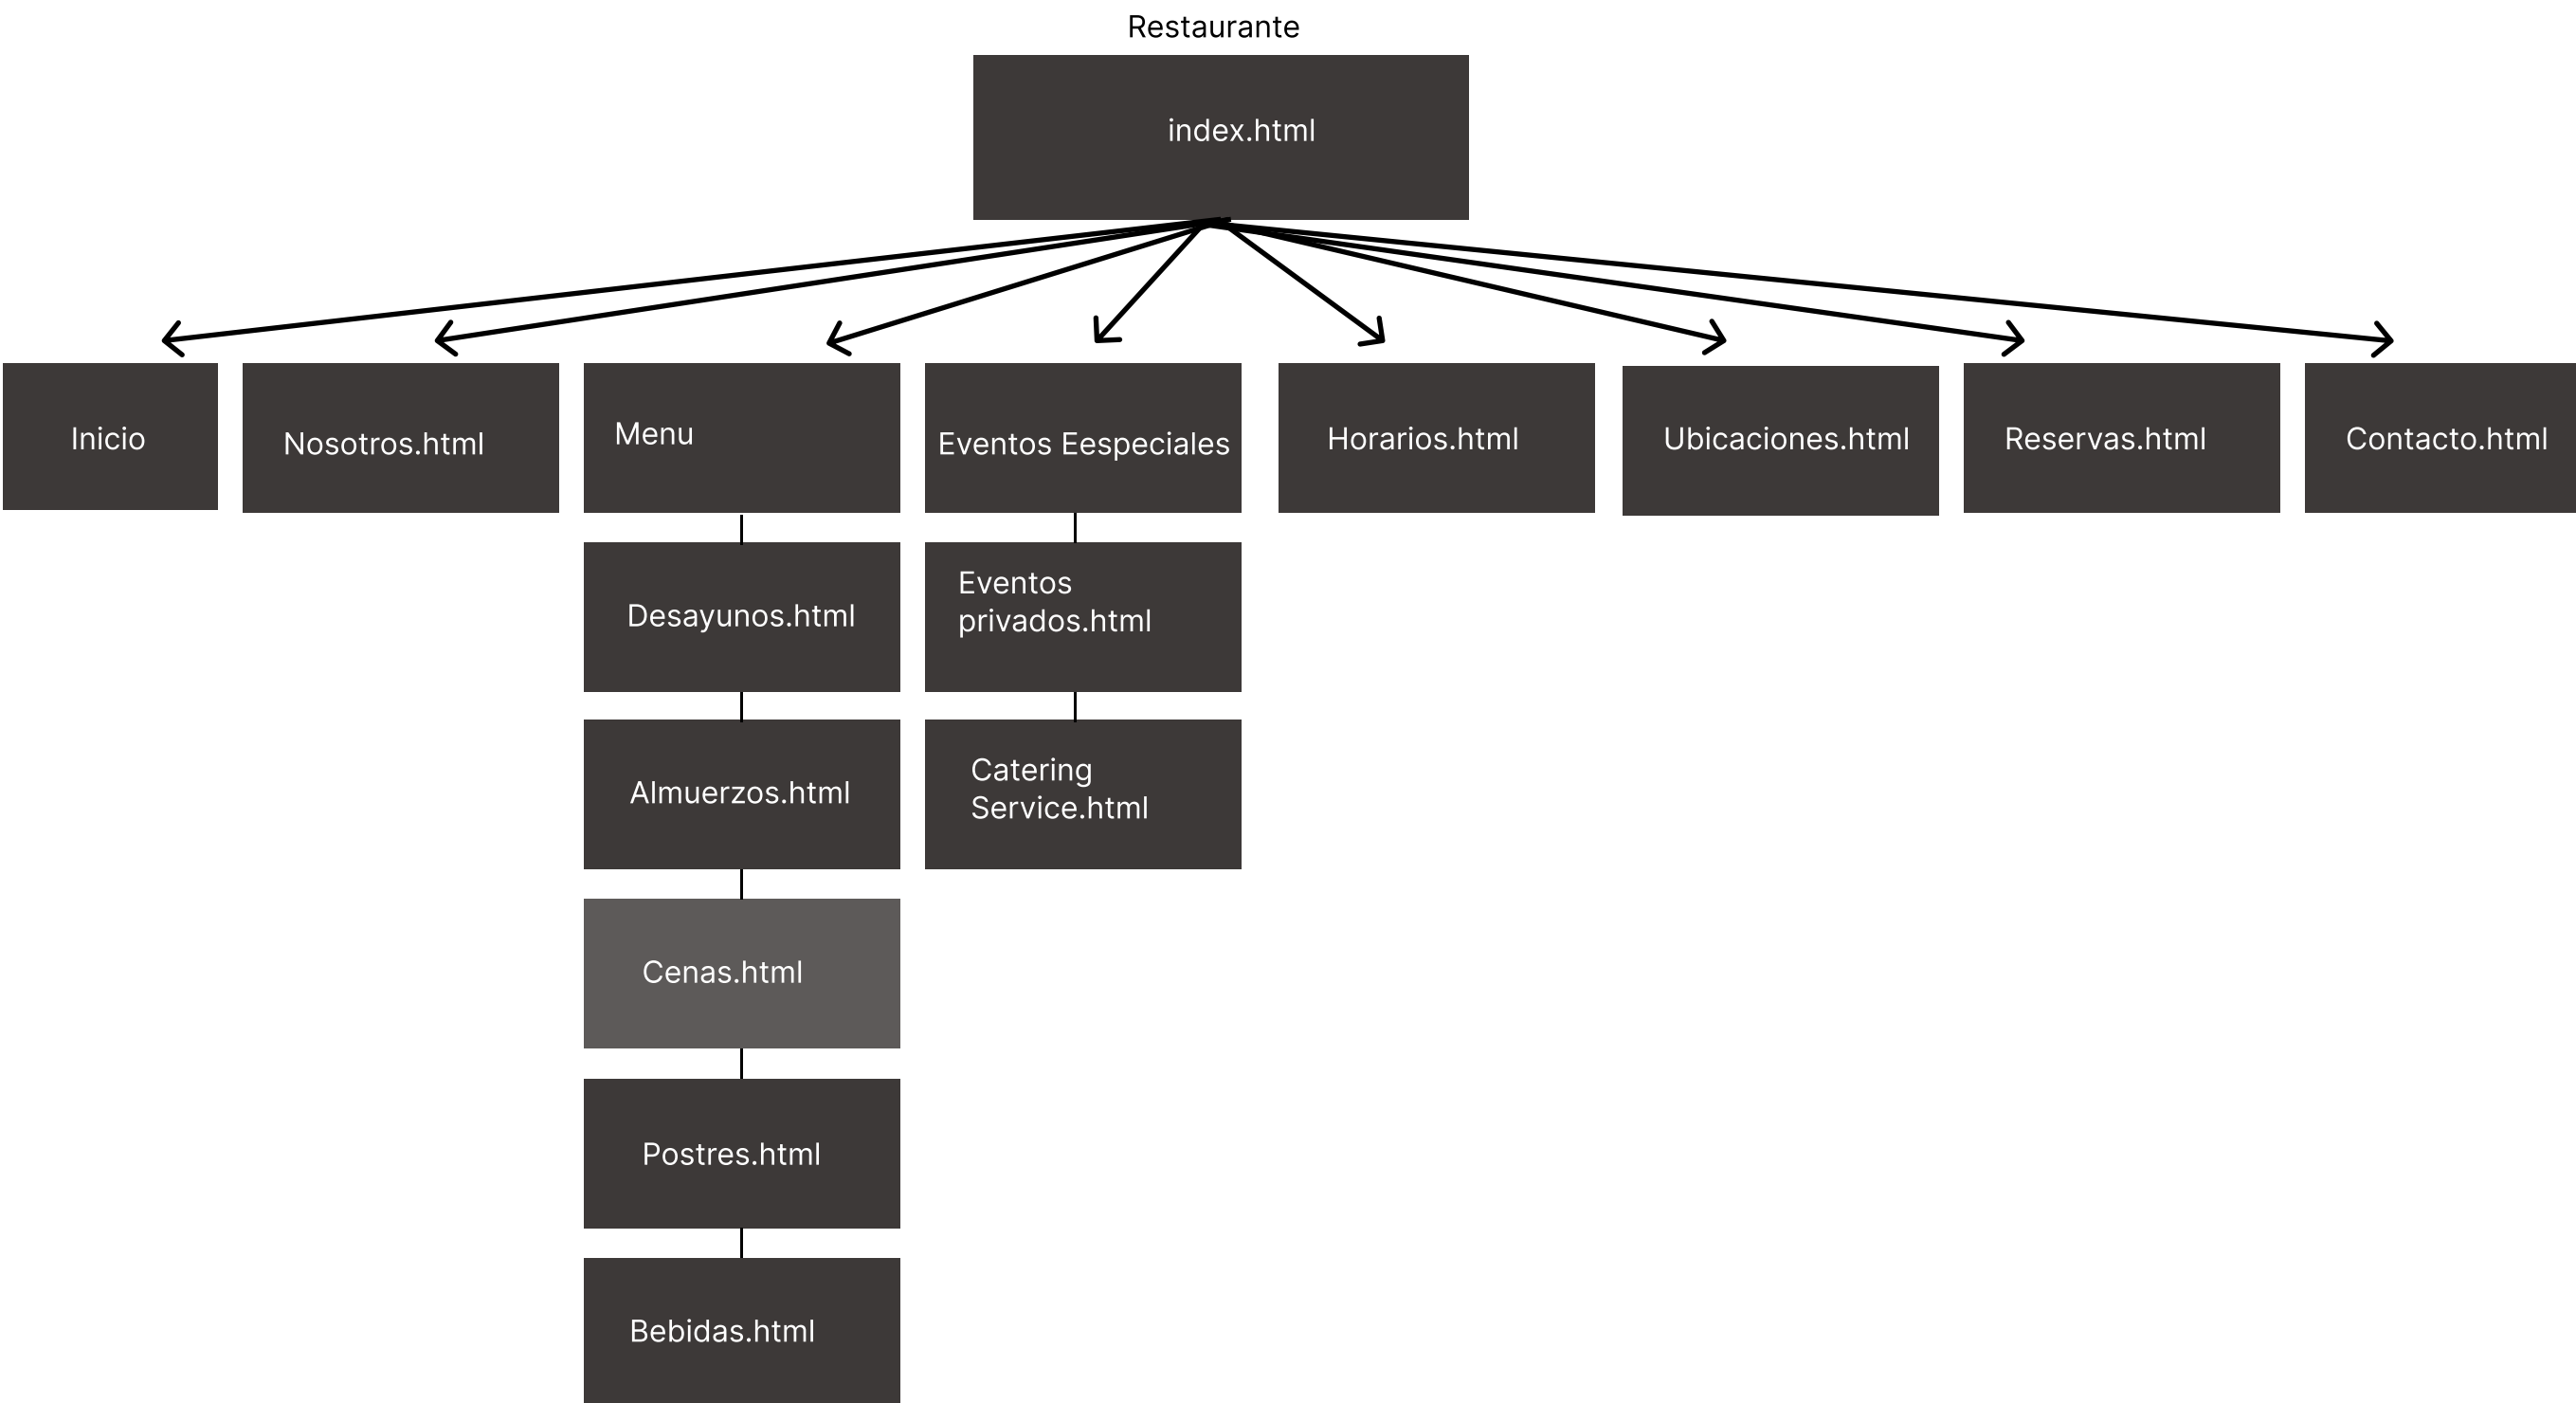 Restaurante
index.html
Inicio
Nosotros.html
Menu
Eventos Eespeciales
Horarios.html
Ubicaciones.html
Reservas.html
Contacto.html
Desayunos.html
Eventos
privados.html
Almuerzos.html
Catering
Service.html
Cenas.html
Postres.html
Bebidas.html